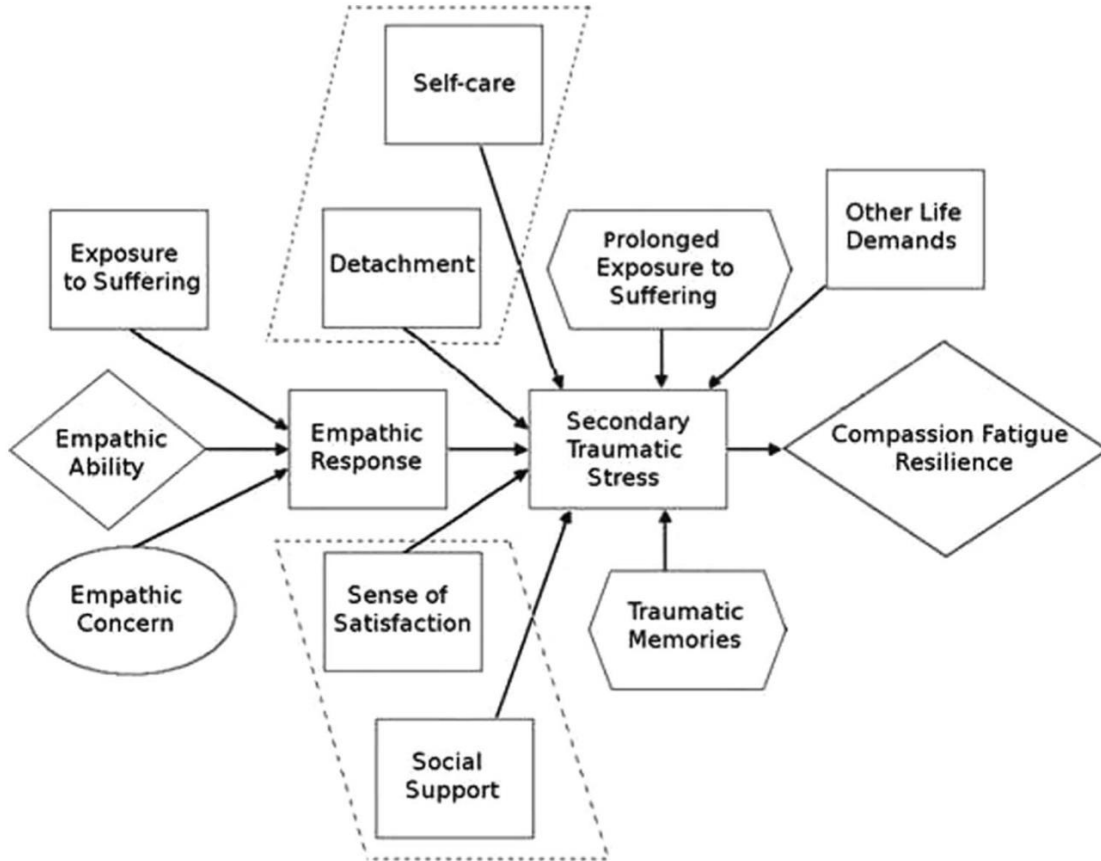 Self-care
Exposure
to Suffering
Detachment
Prolonged
Exposure to
Suffering
Other Life
Demands
Empathic
Ability
Empathic
Response
Secondary
Traumatic
Stress
Compassion Fatigue
Resilience
Empathic
Concern
Sense of
Satisfaction
Traumatic
Memories
Social
Support